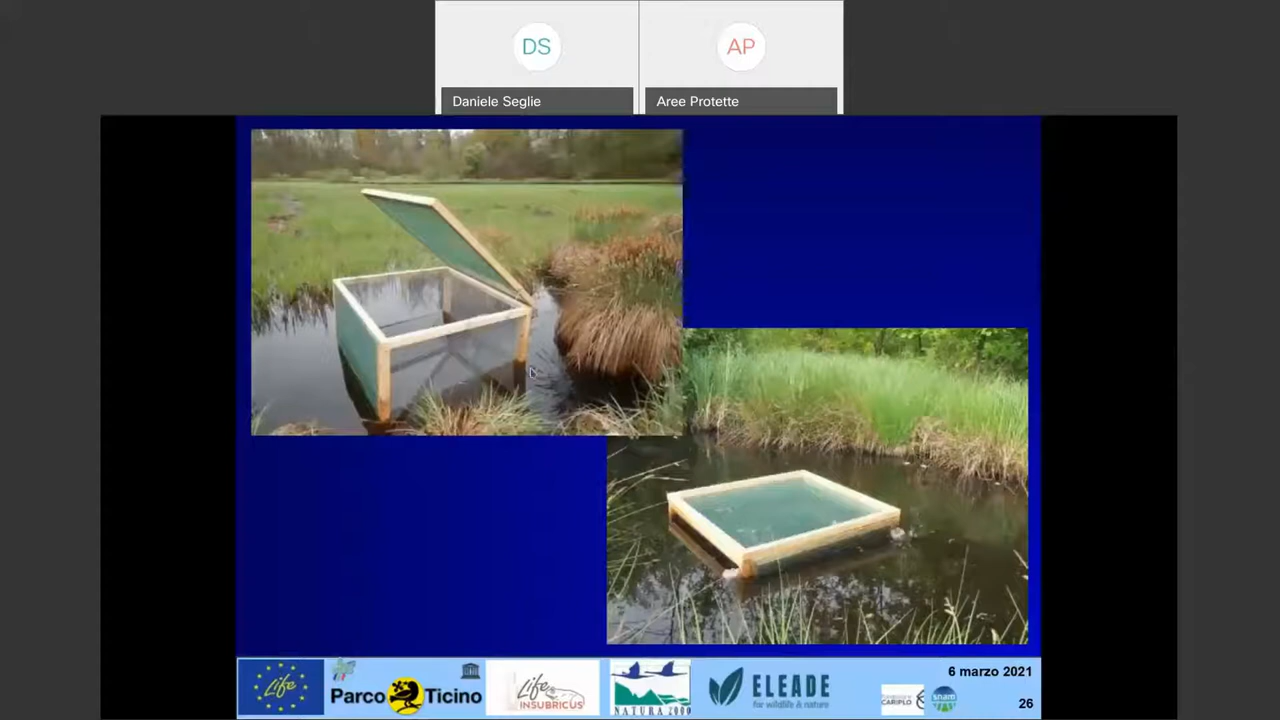 DS
AP
Daniele Seglie
Aree Protette
Life
Parco Ticino
Life
INSUBRICUS
NATURA 2000
ELEADE
for wildlife & nature
CARIPLO
snam
6 marzo 2021
26